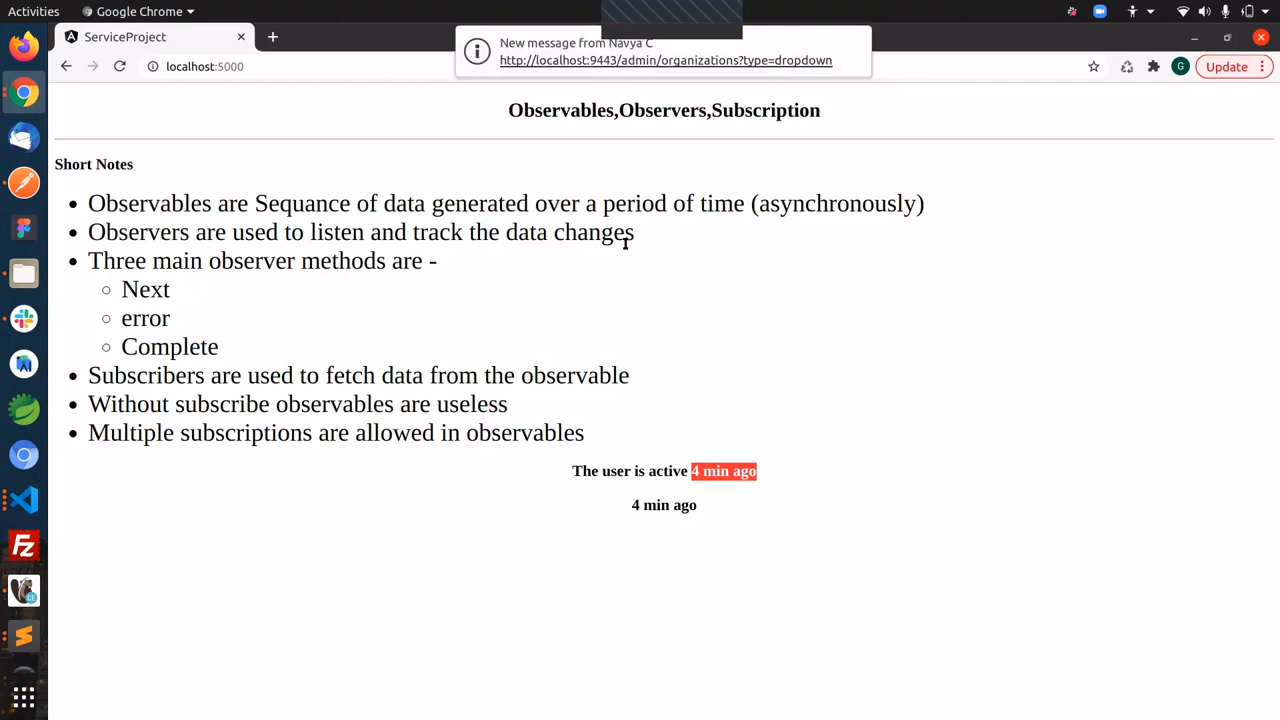 Activities
Google Chrome
ServiceProject
New message from Navya C
http://localhost:9443/admin/organizations?type=dropdown
localhost:5000
G
Update
Observables,Observers,Subscription
Short Notes
Observables are Sequance of data generated over a period of time (asynchronously)
Observers are used to listen and track the data changes
Three main observer methods are -
Next
error
Complete
Subscribers are used to fetch data from the observable
Without subscribe observables are useless
Multiple subscriptions are allowed in observables
The user is active 4 min ago
4 min ago